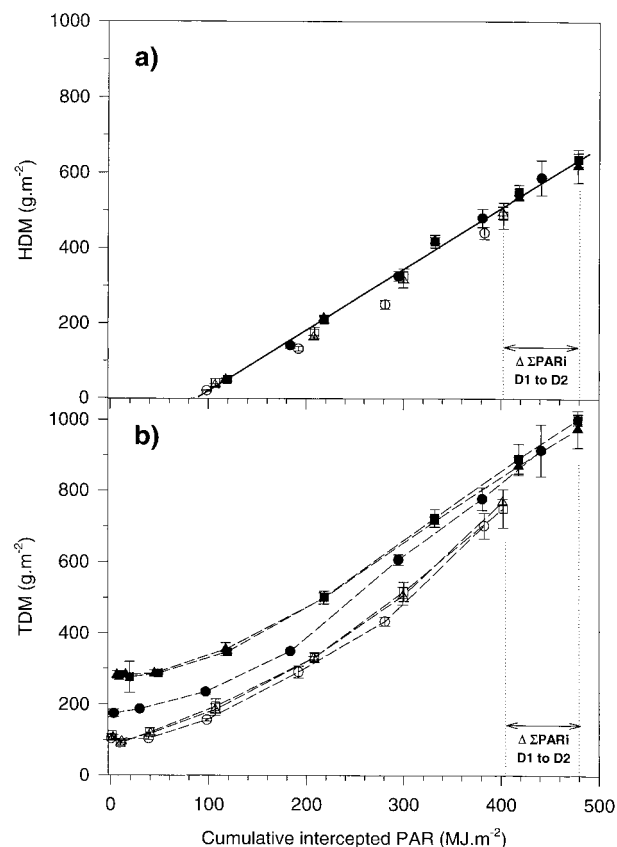 1000
a)
800
600
400
200
0
HDM (g.m⁻²)
Δ ΣPARi
D1 to D2
1000
b)
800
600
400
200
0
TDM (g.m⁻²)
Δ ΣPARi
D1 to D2
0 100 200 300 400 500
Cumulative intercepted PAR (MJ.m⁻²)